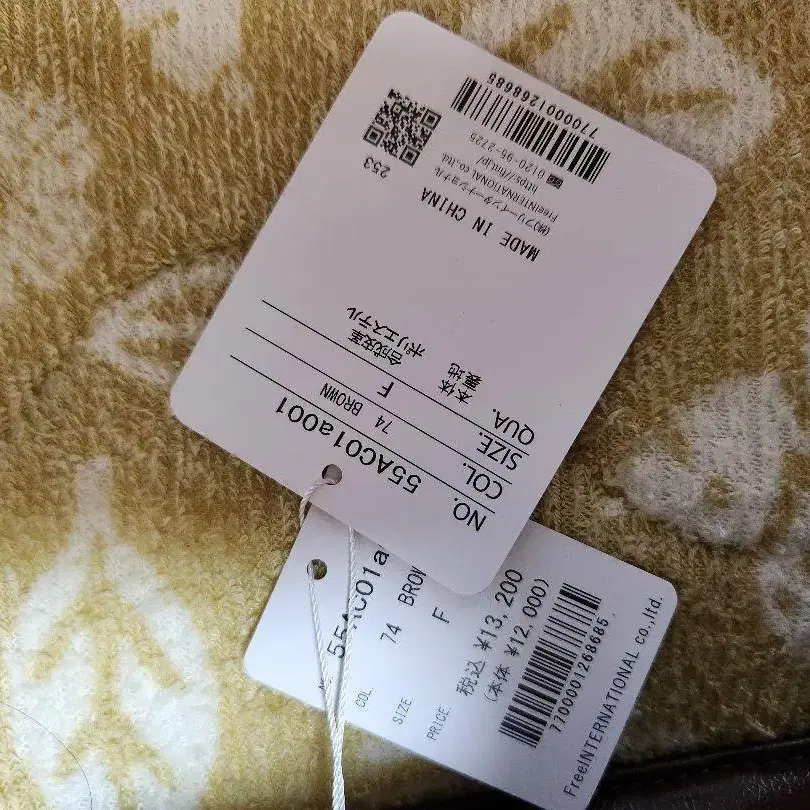 NO. 55AC01a001
COL. 74 BROWN
SIZE. F
QUA. 本体 合成皮革
裏地 ポリエステル
MADE IN CHINA
(株)フリーインターナショナル
FreeINTERNATIONAL co.,ltd.
https://fint.jp/
0120-95-2725
253
7700001268685
55AC01a
COL. 74 BROW
SIZE F
PRICE. 税込 ¥13,200
(本体 ¥12,000)
7700001268685
FreeINTERNATIONAL co.,ltd.